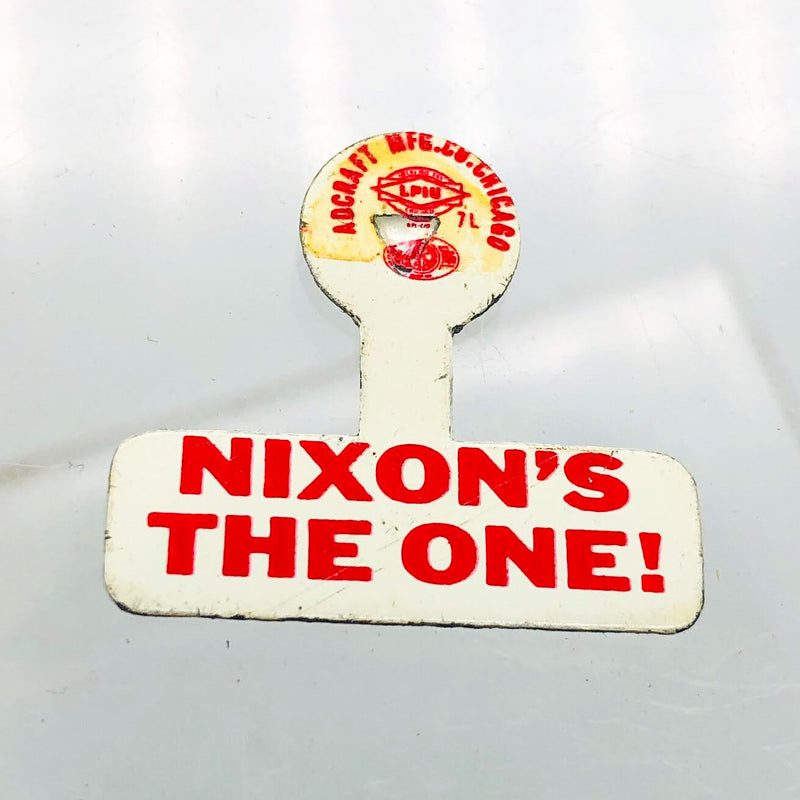 ADCRAFT MFG.CO.CHICAGO
LPIU
7L
NIXON'S
THE ONE!